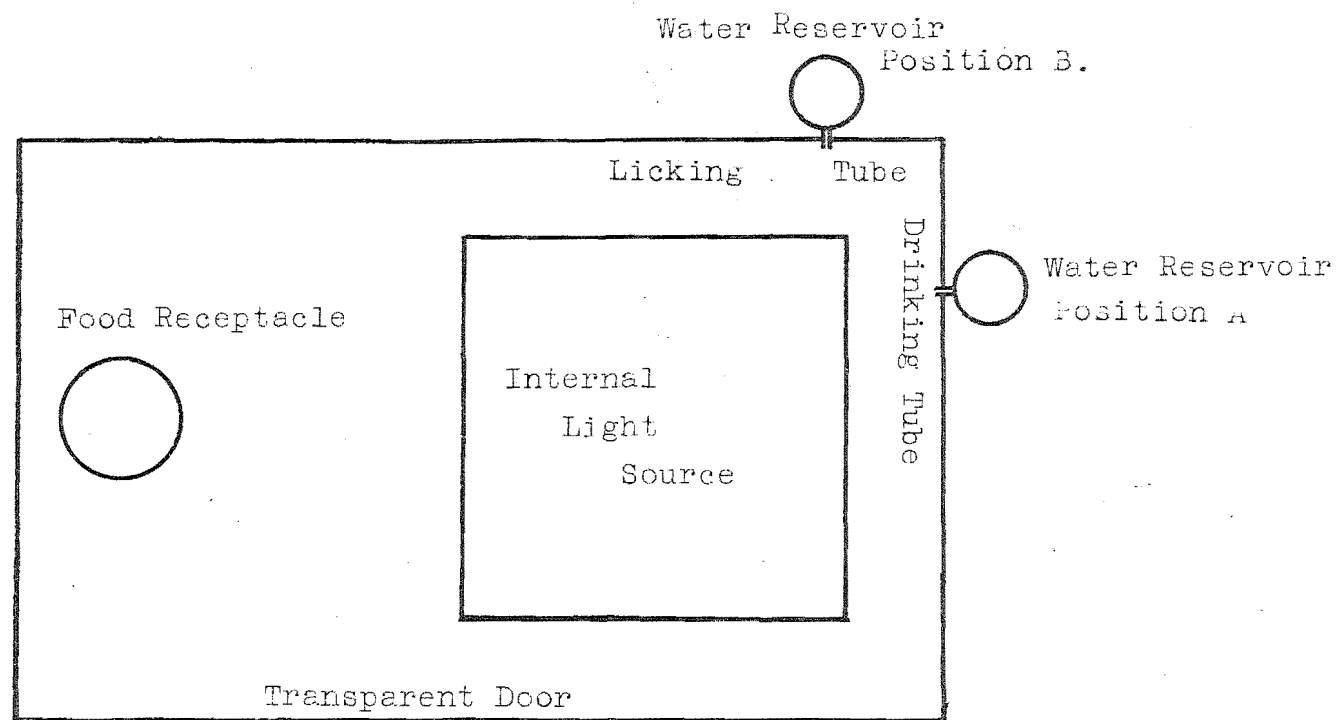 Water Reservoir
Position B.
Licking Tube
Drinking Tube
Water Reservoir
Position A
Food Receptacle
Internal
Light
Source
Transparent Door